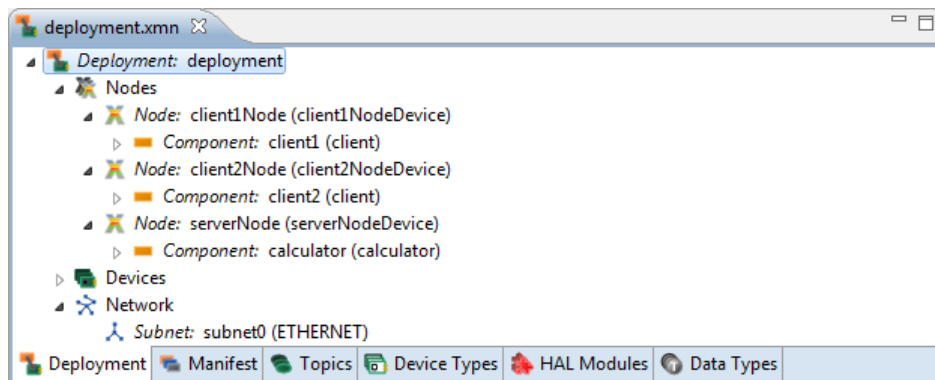 deployment.xmn
Deployment: deployment
Nodes
Node: client1Node (client1NodeDevice)
Component: client1 (client)
Node: client2Node (client2NodeDevice)
Component: client2 (client)
Node: serverNode (serverNodeDevice)
Component: calculator (calculator)
Devices
Network
Subnet: subnet0 (ETHERNET)
Deployment Manifest Topics Device Types HAL Modules Data Types